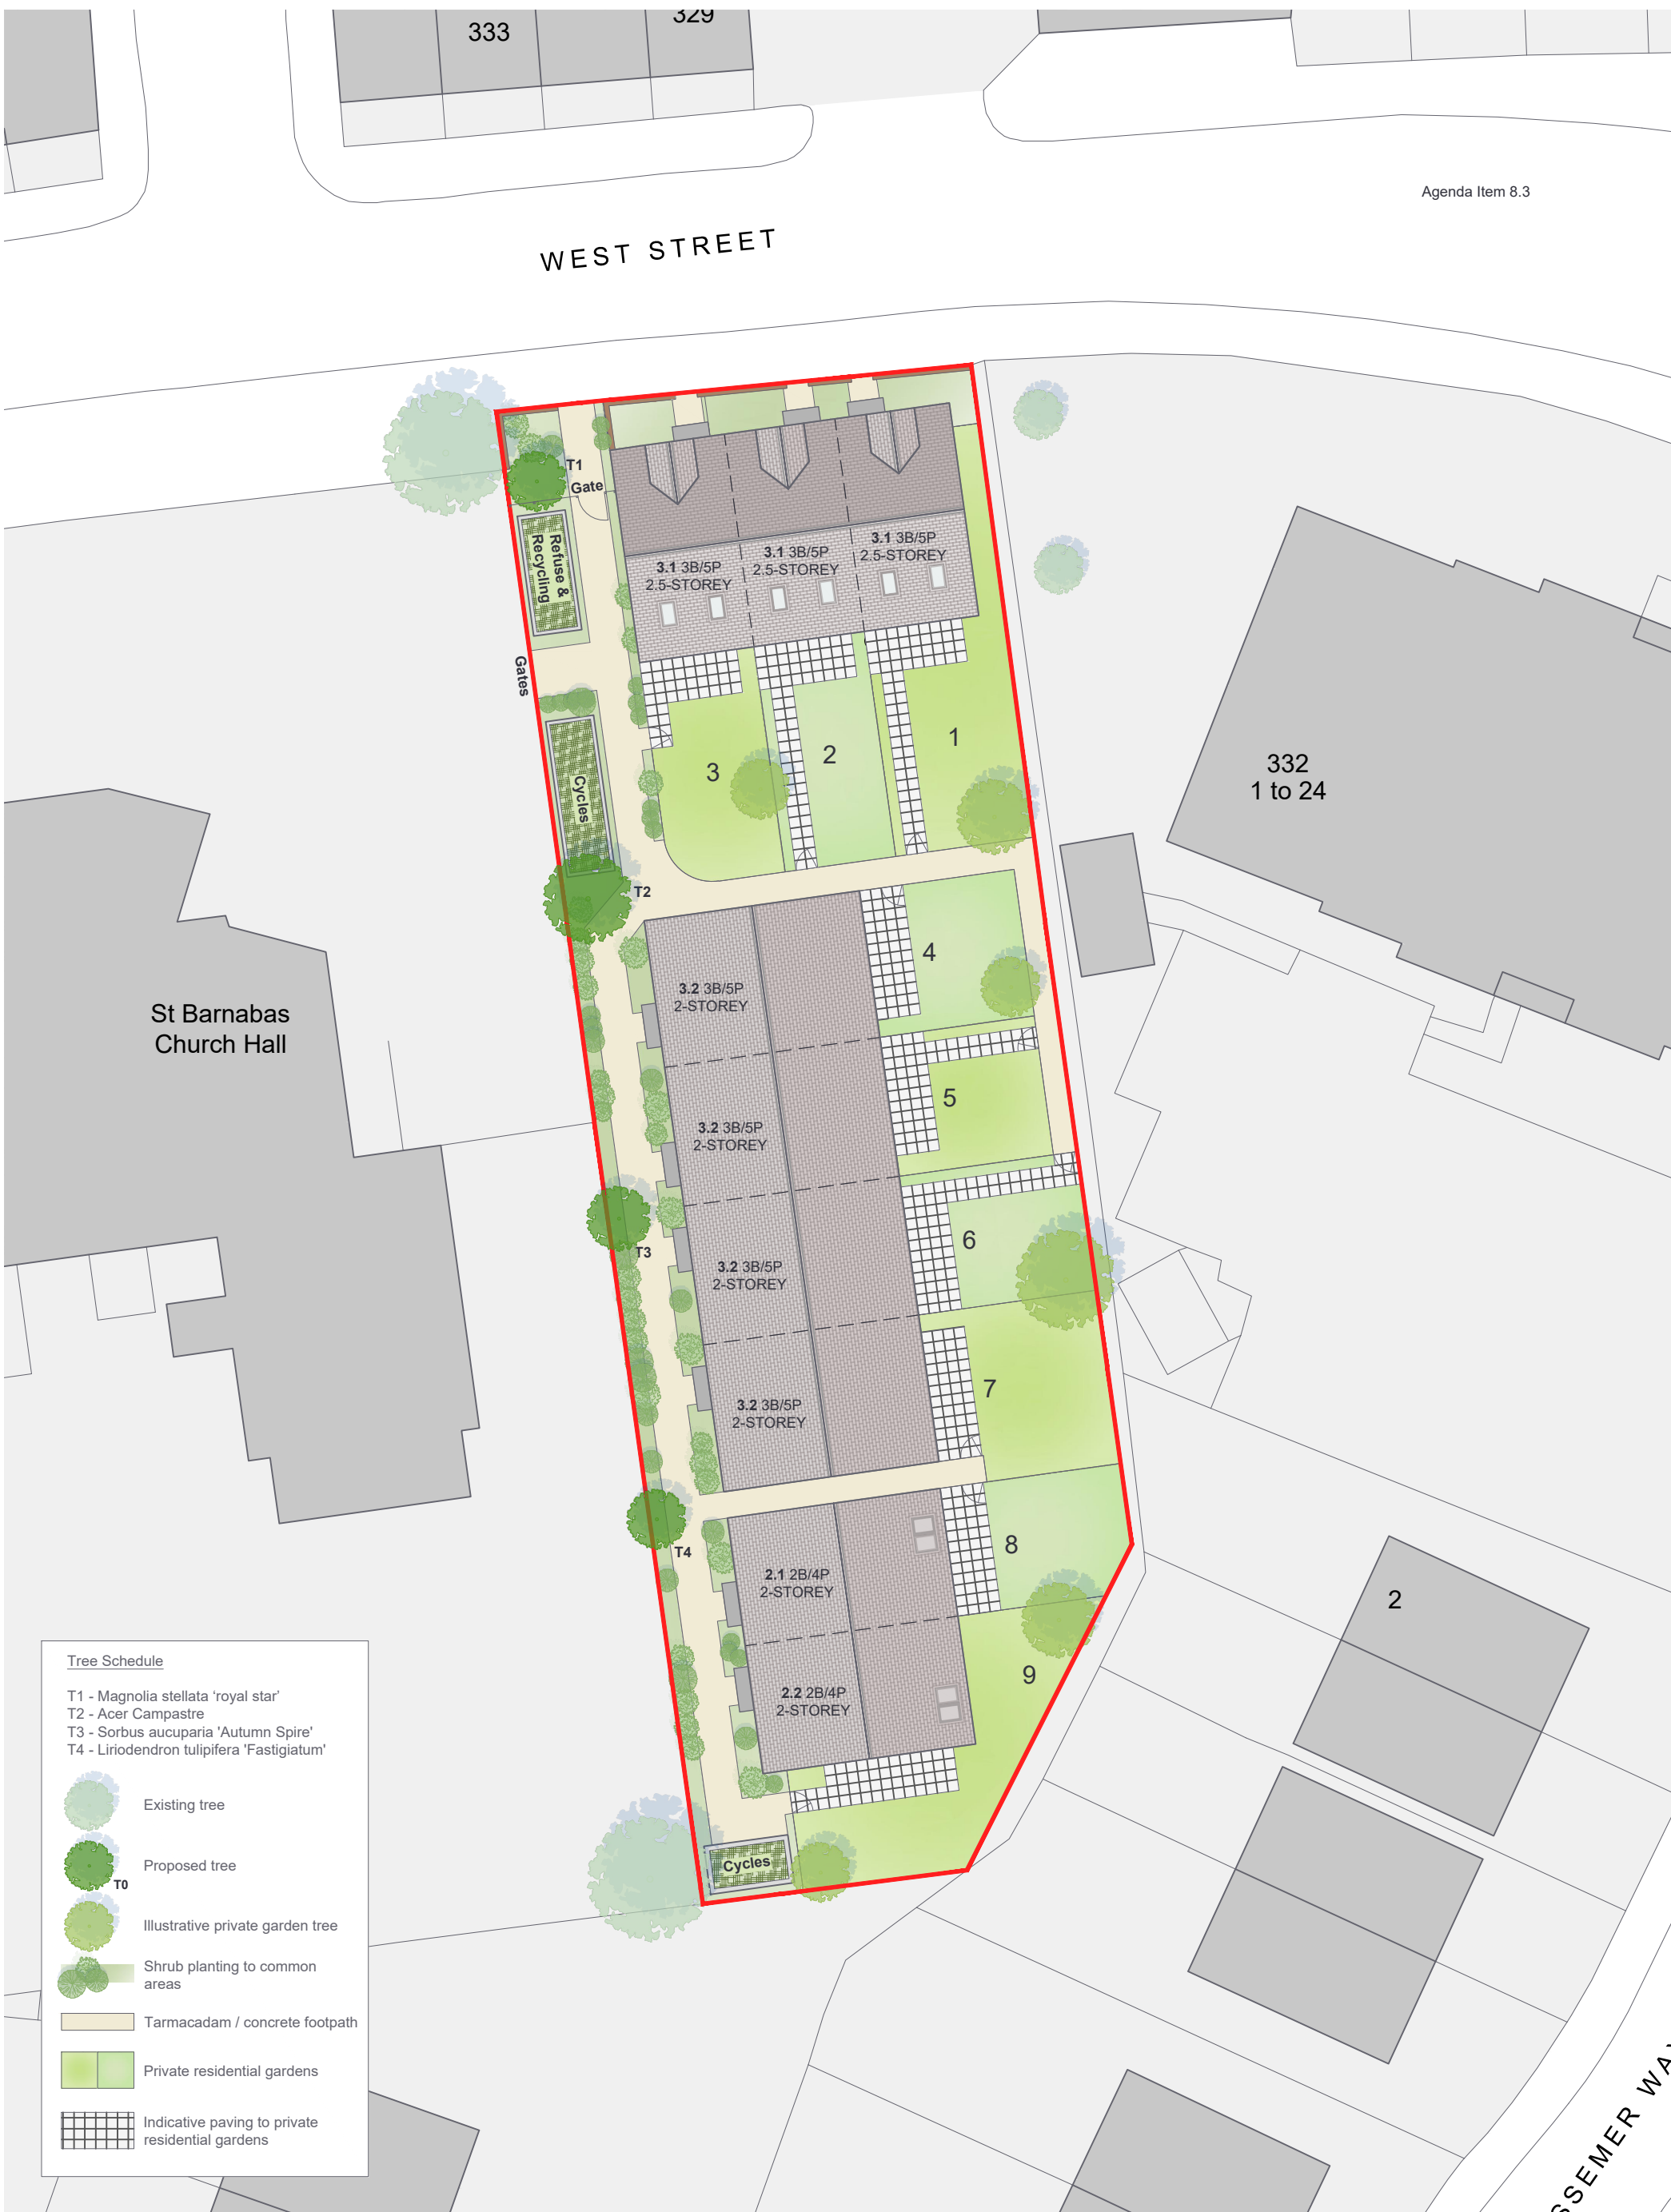 333
329
Agenda Item 8.3
WEST STREET
T1
Gate
Refuse &
Recycling
3.1 3B/5P
2.5-STOREY
3.1 3B/5P
2.5-STOREY
3.1 3B/5P
2.5-STOREY
Gates
Cycles
3
2
1
332
1 to 24
T2
4
3.2 3B/5P
2-STOREY
St Barnabas
Church Hall
5
3.2 3B/5P
2-STOREY
T3
6
3.2 3B/5P
2-STOREY
7
3.2 3B/5P
2-STOREY
T4
8
2.1 2B/4P
2-STOREY
2
9
2.2 2B/4P
2-STOREY
Cycles
Tree Schedule
T1 - Magnolia stellata ‘royal star’
T2 - Acer Campastre
T3 - Sorbus aucuparia 'Autumn Spire'
T4 - Liriodendron tulipifera 'Fastigiatum'
Existing tree
Proposed tree
T0
Illustrative private garden tree
Shrub planting to common
areas
Tarmacadam / concrete footpath
Private residential gardens
Indicative paving to private
residential gardens
SSEMER WAY